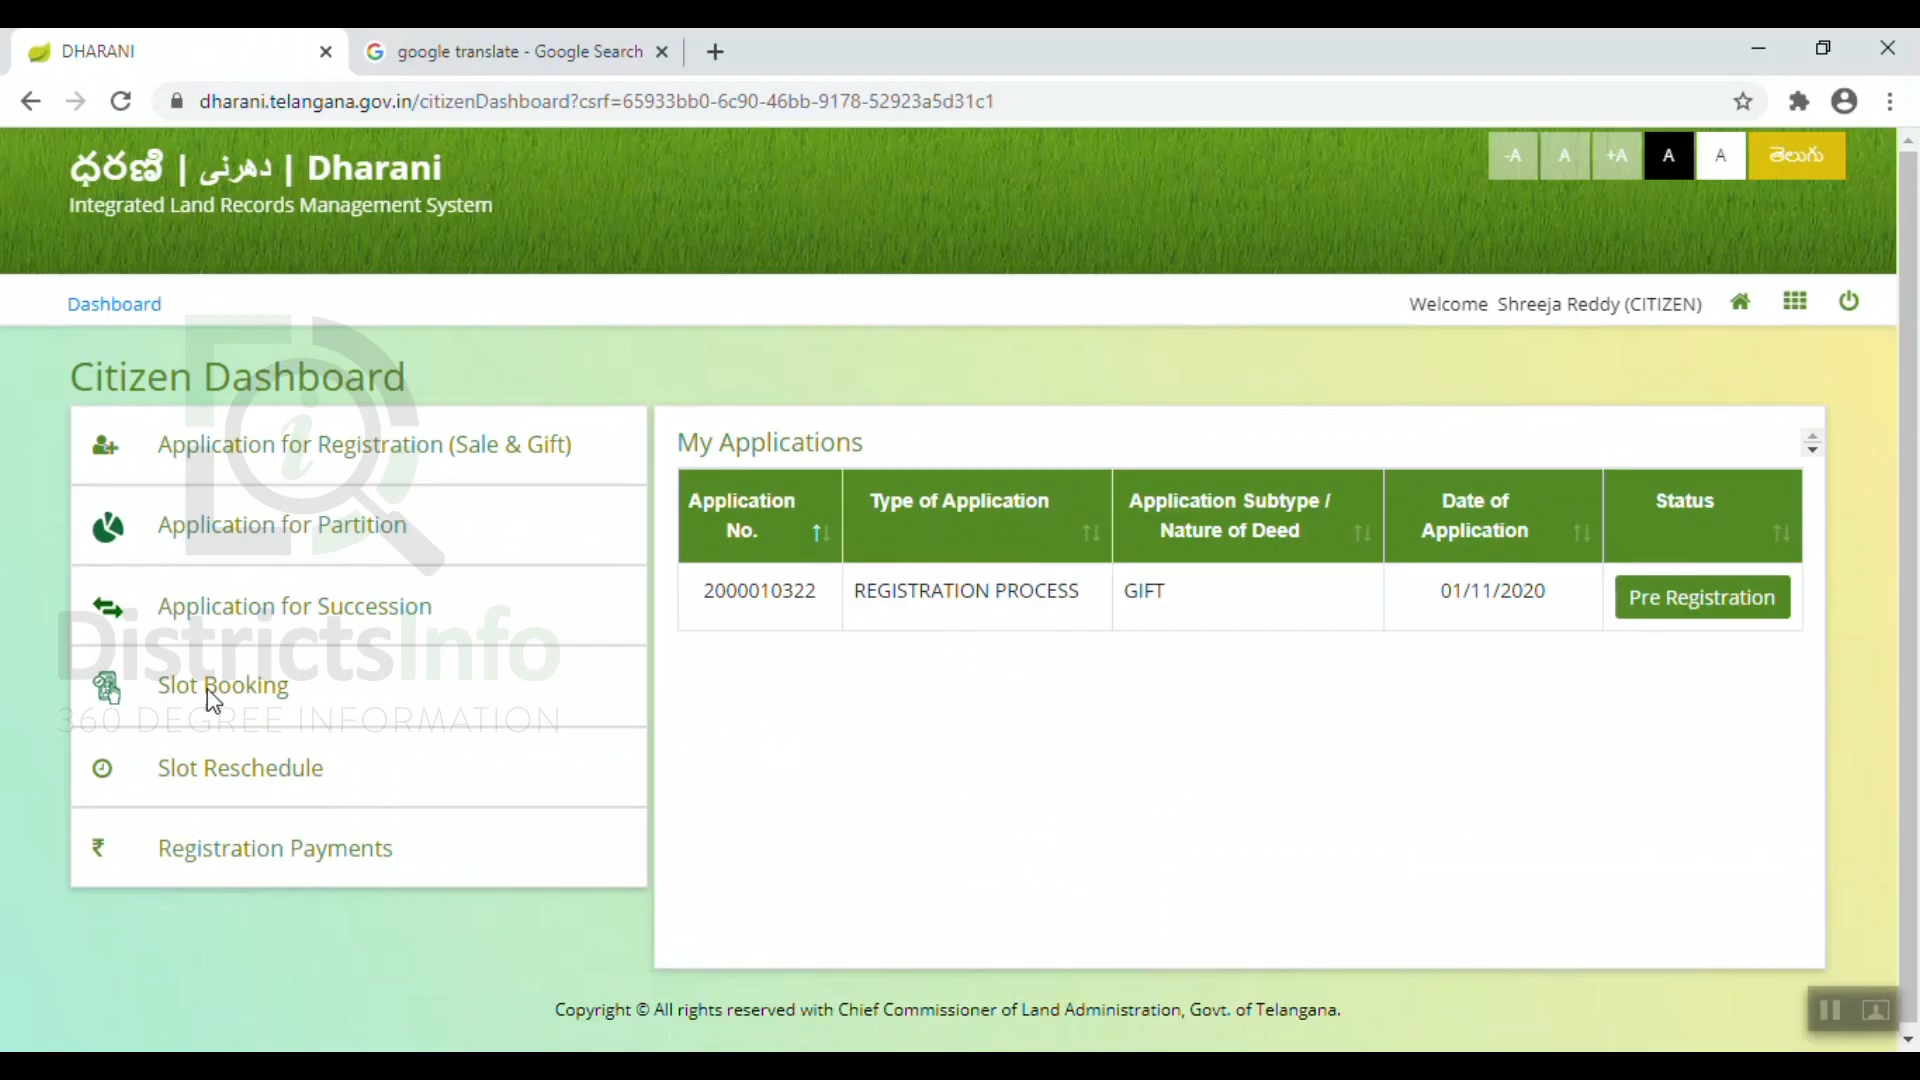 DHARANI
google translate - Google Search
dharani.telangana.gov.in/citizenDashboard?csrf=65933bb0-6c90-46bb-9178-52923a5d31c1
ధరణి | دھرنی | Dharani
Integrated Land Records Management System
-A A +A A A తెలుగు
Dashboard
Welcome Shreeja Reddy (CITIZEN)
Citizen Dashboard
Application for Registration (Sale & Gift)
Application for Partition
Application for Succession
DistrictsInfo
Slot Booking
360 DEGREE INFORMATION
Slot Reschedule
₹ Registration Payments
My Applications
Application No. Type of Application Application Subtype / Nature of Deed Date of Application Status
2000010322 REGISTRATION PROCESS GIFT 01/11/2020 Pre Registration
Copyright © All rights reserved with Chief Commissioner of Land Administration, Govt. of Telangana.